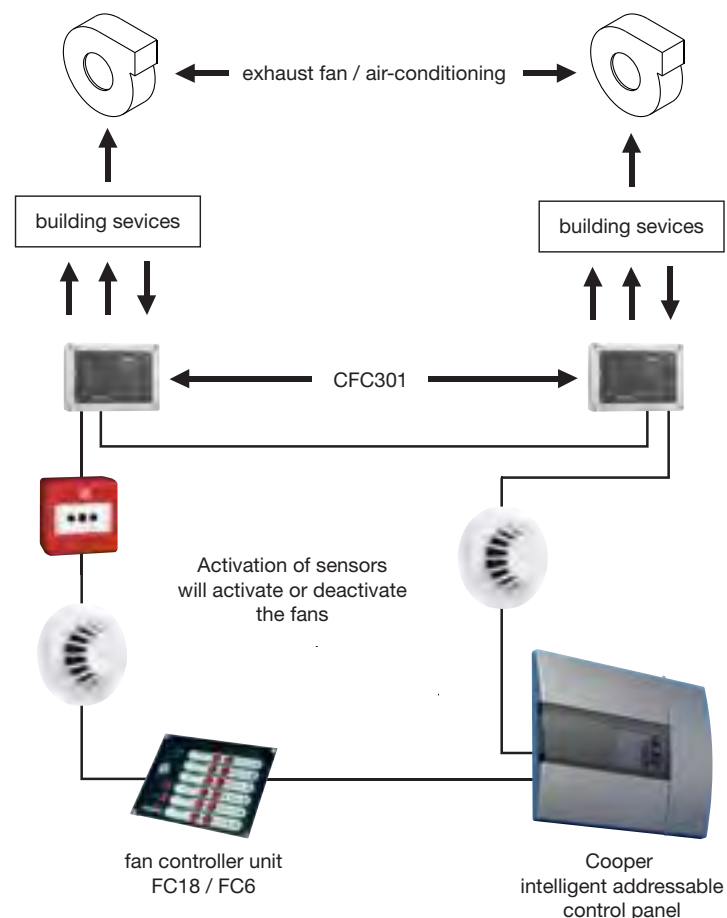 exhaust fan / air-conditioning
building sevices
building sevices
CFC301
Activation of sensors
will activate or deactivate
the fans
fan controller unit
FC18 / FC6
Cooper
intelligent addressable
control panel